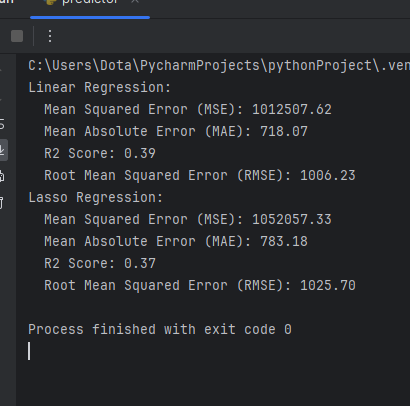 predictor
C:\Users\Dota\PycharmProjects\pythonProject\.ven
Linear Regression:
Mean Squared Error (MSE): 1012507.62
Mean Absolute Error (MAE): 718.07
R2 Score: 0.39
Root Mean Squared Error (RMSE): 1006.23
Lasso Regression:
Mean Squared Error (MSE): 1052057.33
Mean Absolute Error (MAE): 783.18
R2 Score: 0.37
Root Mean Squared Error (RMSE): 1025.70
Process finished with exit code 0